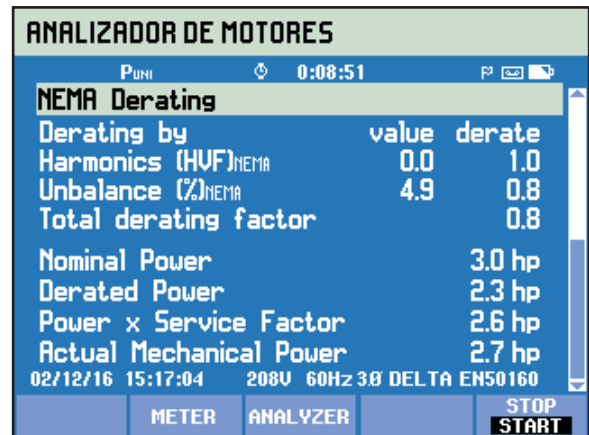 ANALIZADOR DE MOTORES
PUNI 0:08:51
NEMA Derating
Derating by value derate
Harmonics (HVF)NEMA 0.0 1.0
Unbalance (%)NEMA 4.9 0.8
Total derating factor 0.8
Nominal Power 3.0 hp
Derated Power 2.3 hp
Power x Service Factor 2.6 hp
Actual Mechanical Power 2.7 hp
02/12/16 15:17:04 208V 60Hz 3Ø DELTA EN50160
METER ANALYZER STOP
START